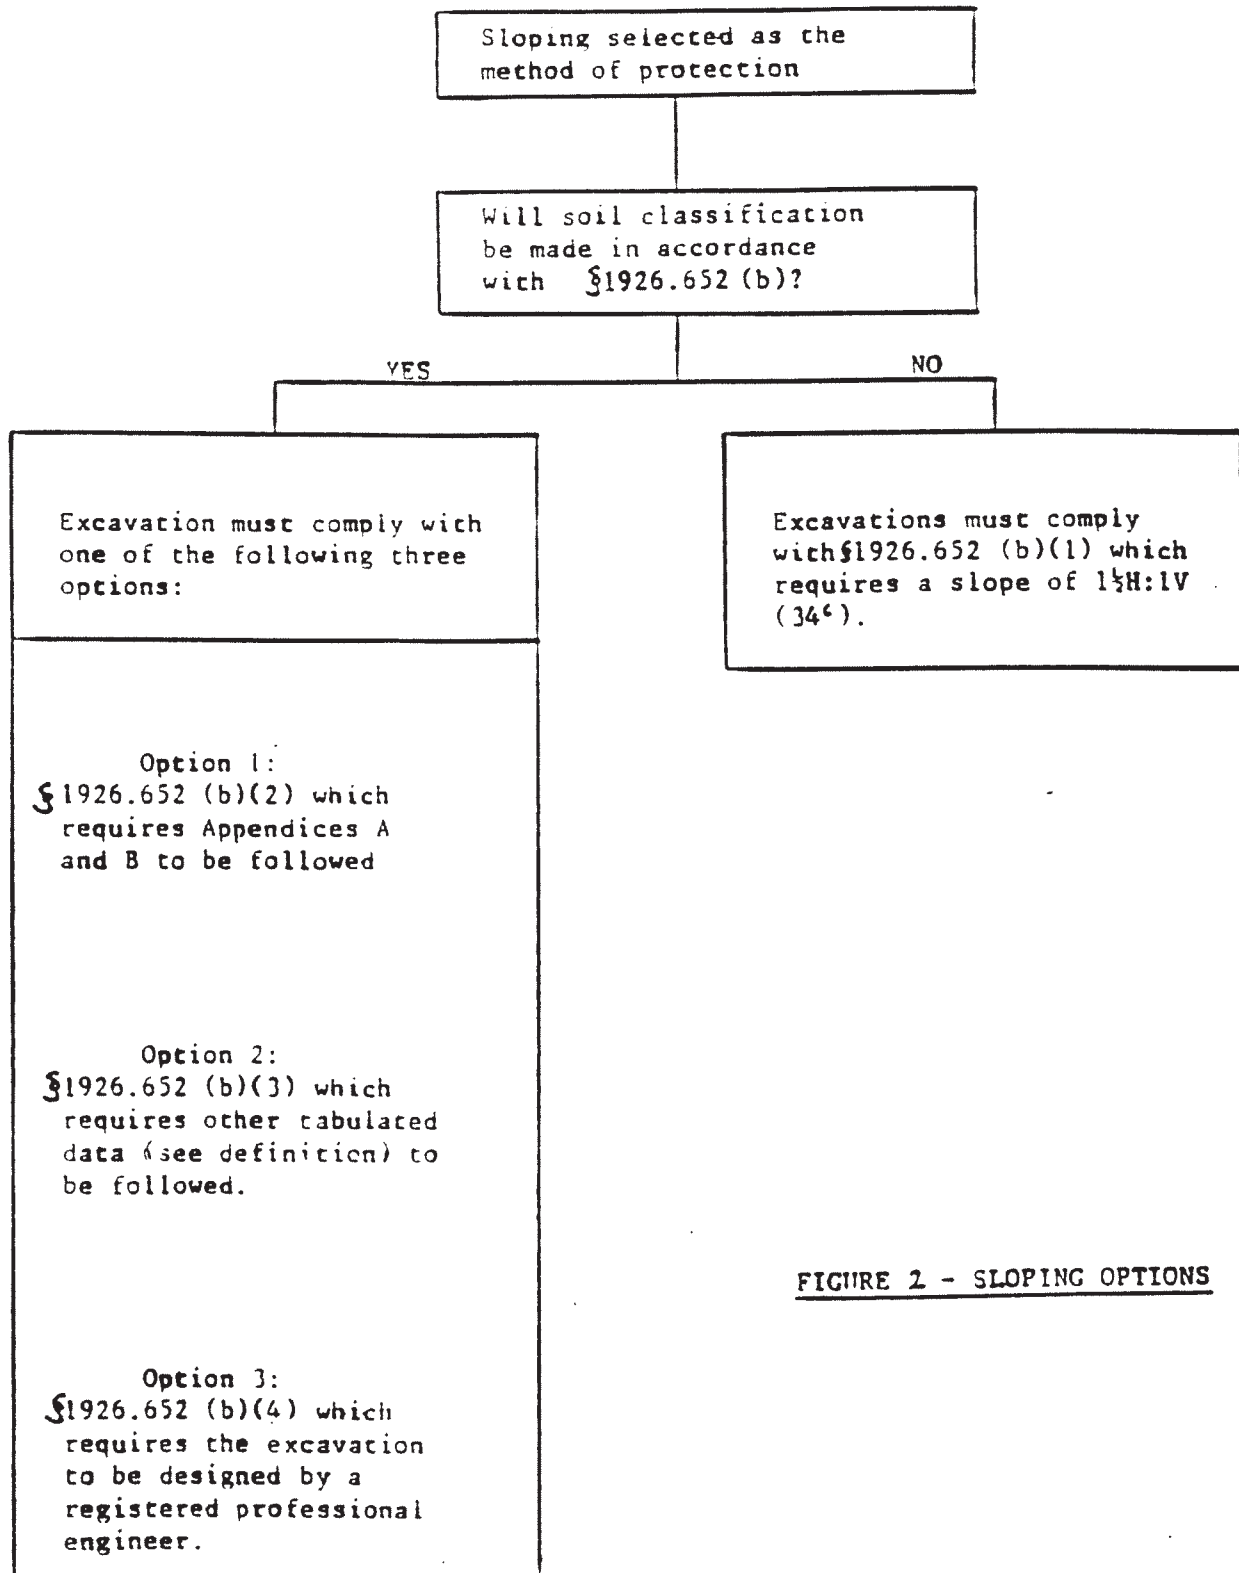 Sloping selected as the
method of protection
Will soil classification
be made in accordance
with §1926.652 (b)?
YES
NO
Excavation must comply with
one of the following three
options:
Excavations must comply
with §1926.652 (b)(1) which
requires a slope of 1½H:1V
(34°).
Option 1:
§1926.652 (b)(2) which
requires Appendices A
and B to be followed
Option 2:
§1926.652 (b)(3) which
requires other tabulated
data (see definition) to
be followed.
Option 3:
§1926.652 (b)(4) which
requires the excavation
to be designed by a
registered professional
engineer.
FIGURE 2 - SLOPING OPTIONS